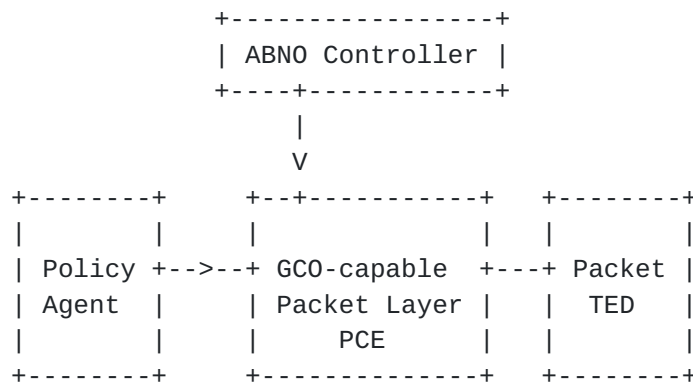 ABNO Controller
Policy GCO-capable Packet
Agent Packet Layer TED
PCE